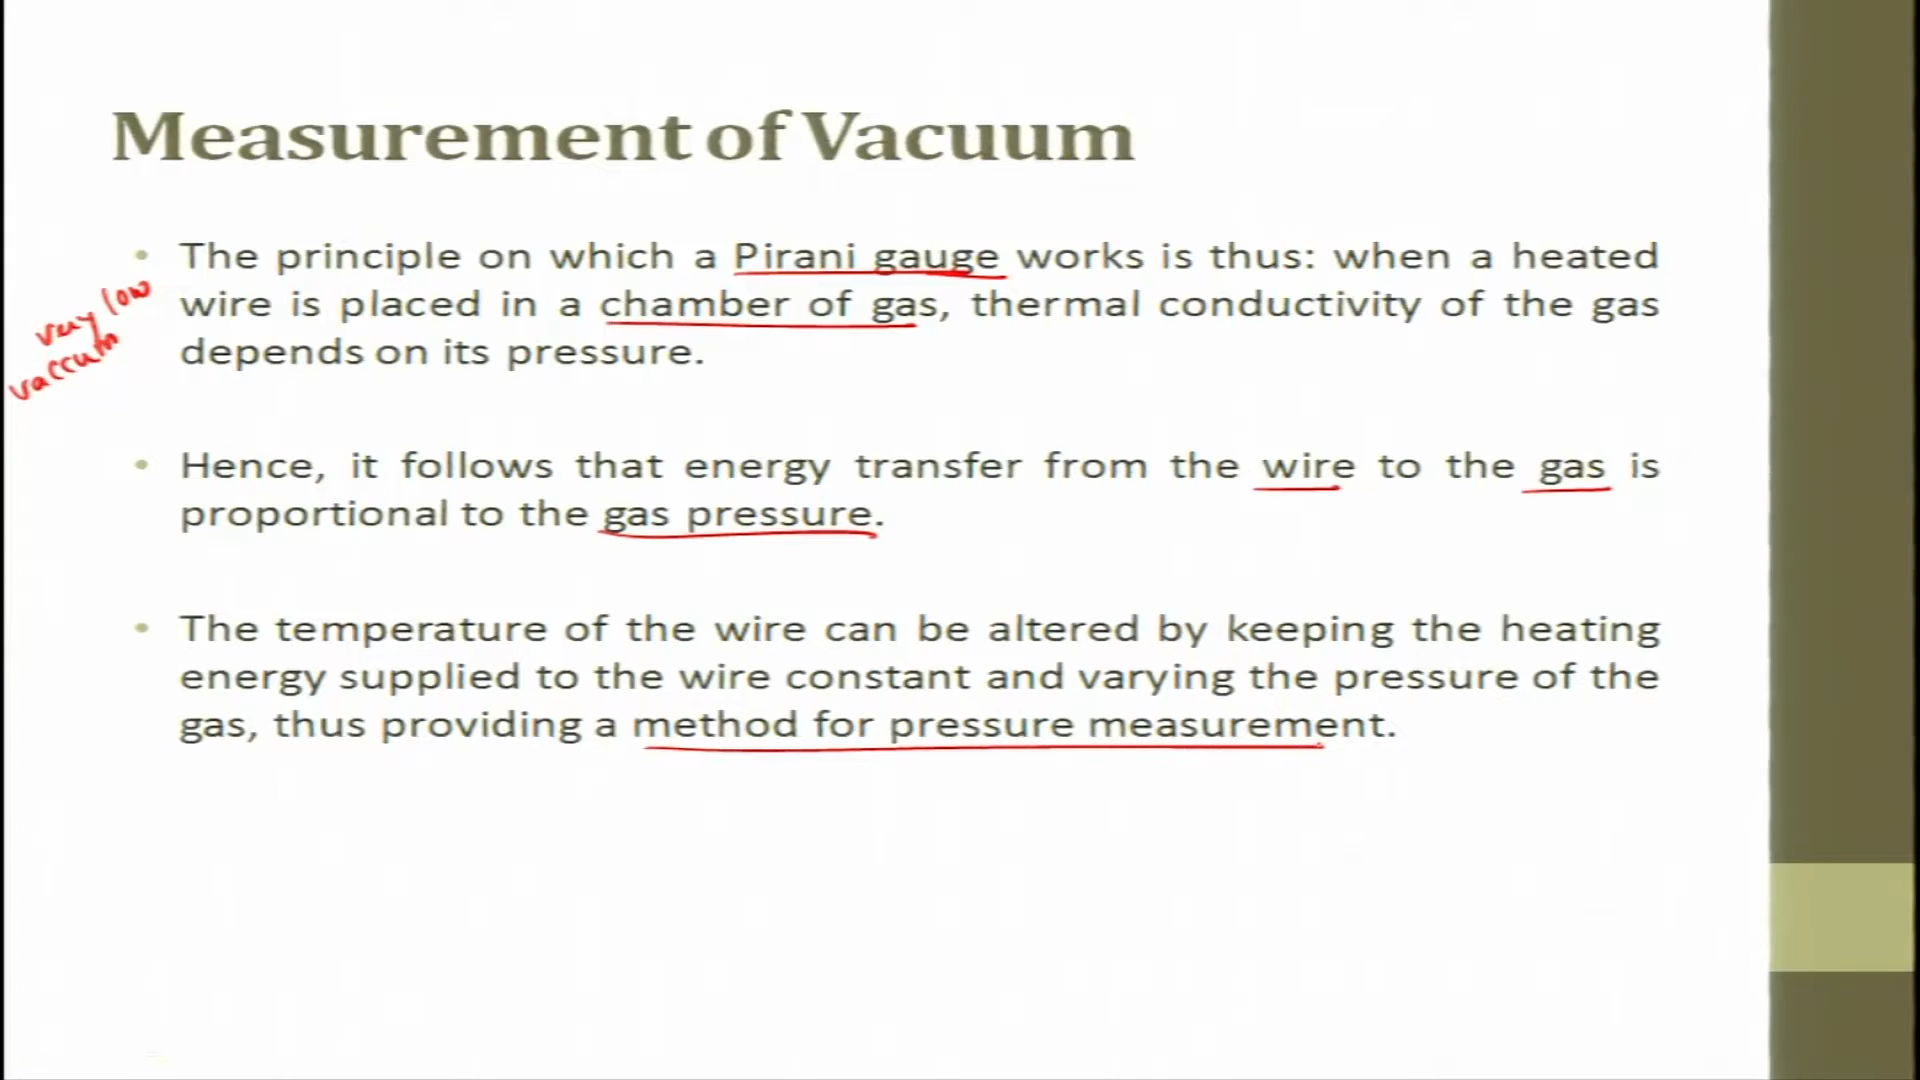 Measurement of Vacuum
• The principle on which a Pirani gauge works is thus: when a heated
wire is placed in a chamber of gas, thermal conductivity of the gas
depends on its pressure.
very low
vaccum
• Hence, it follows that energy transfer from the wire to the gas is
proportional to the gas pressure.
• The temperature of the wire can be altered by keeping the heating
energy supplied to the wire constant and varying the pressure of the
gas, thus providing a method for pressure measurement.